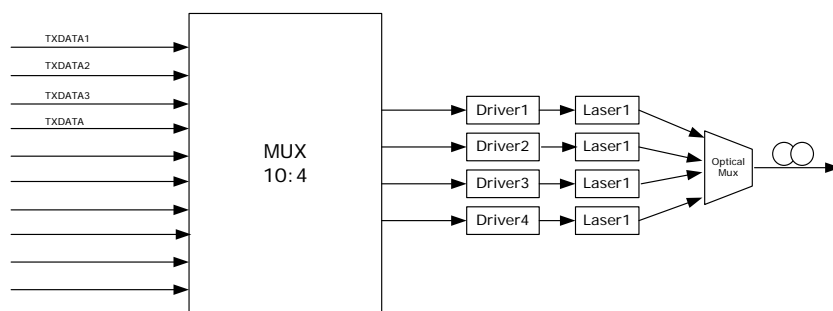 TXDATA1
TXDATA2
TXDATA3
TXDATA
MUX
10:4
Driver1
Laser1
Driver2
Laser1
Driver3
Laser1
Driver4
Laser1
Optical
Mux